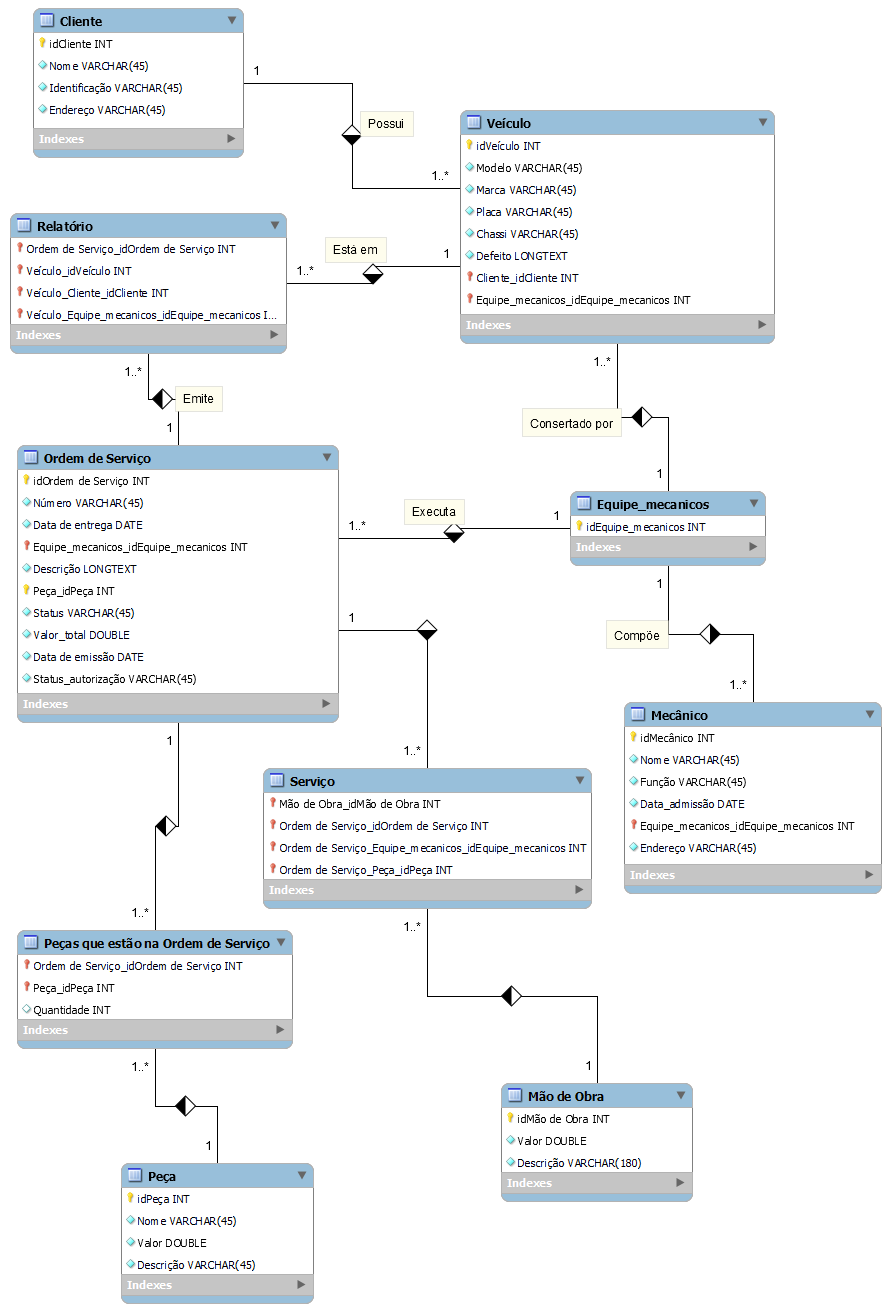 Cliente
idCliente INT
Nome VARCHAR(45)
Identificação VARCHAR(45)
Endereço VARCHAR(45)
Indexes
1
Possui
1..*
Veículo
idVeículo INT
Modelo VARCHAR(45)
Marca VARCHAR(45)
Placa VARCHAR(45)
Chassi VARCHAR(45)
Defeito LONGTEXT
Cliente_idCliente INT
Equipe_mecanicos_idEquipe_mecanicos INT
Indexes
Relatório
Ordem de Serviço_idOrdem de Serviço INT
Veículo_idVeículo INT
Veículo_Cliente_idCliente INT
Veículo_Equipe_mecanicos_idEquipe_mecanicos I...
Indexes
Está em
1
1..*
1..*
Emite
1
1..*
Consertado por
1
Ordem de Serviço
idOrdem de Serviço INT
Número VARCHAR(45)
Data de entrega DATE
Equipe_mecanicos_idEquipe_mecanicos INT
Descrição LONGTEXT
Peça_idPeça INT
Status VARCHAR(45)
Valor_total DOUBLE
Data de emissão DATE
Status_autorização VARCHAR(45)
Indexes
Executa
1..*
1
Equipe_mecanicos
idEquipe_mecanicos INT
Indexes
1
Compõe
1..*
Mecânico
idMecânico INT
Nome VARCHAR(45)
Função VARCHAR(45)
Data_admissão DATE
Equipe_mecanicos_idEquipe_mecanicos INT
Endereço VARCHAR(45)
Indexes
1
1..*
Serviço
Mão de Obra_idMão de Obra INT
Ordem de Serviço_idOrdem de Serviço INT
Ordem de Serviço_Equipe_mecanicos_idEquipe_mecanicos INT
Ordem de Serviço_Peça_idPeça INT
Indexes
1
1..*
Peças que estão na Ordem de Serviço
Ordem de Serviço_idOrdem de Serviço INT
Peça_idPeça INT
Quantidade INT
Indexes
1..*
1
Mão de Obra
idMão de Obra INT
Valor DOUBLE
Descrição VARCHAR(180)
Indexes
1..*
1
Peça
idPeça INT
Nome VARCHAR(45)
Valor DOUBLE
Descrição VARCHAR(45)
Indexes